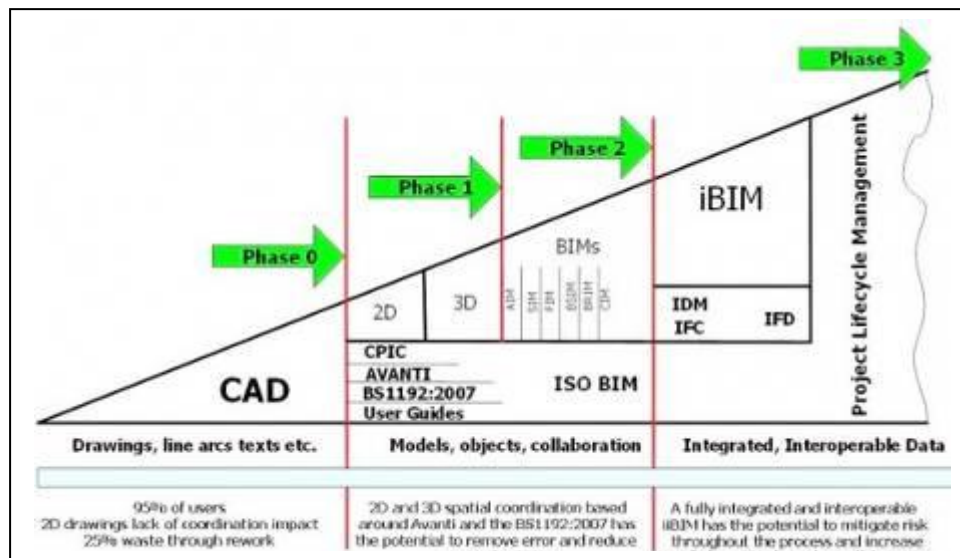 Phase 3
Phase 2
Phase 1
Phase 0
iBIM
BIMs
2D
3D
AIM
SIM
FIM
BSIM
BRIM
CIM
IDM
IFC
IFD
Project Lifecycle Management
CAD
CPIC
AVANTI
BS1192:2007
User Guides
ISO BIM
Drawings, line arcs texts etc.
Models, objects, collaboration
Integrated, Interoperable Data
95% of users
2D drawings lack of coordination impact
25% waste through rework
2D and 3D spatial coordination based
around Avanti and the BS1192:2007 has
the potential to remove error and reduce
A fully integrated and interoperable
iiBIM has the potential to mitigate risk
throughout the process and increase